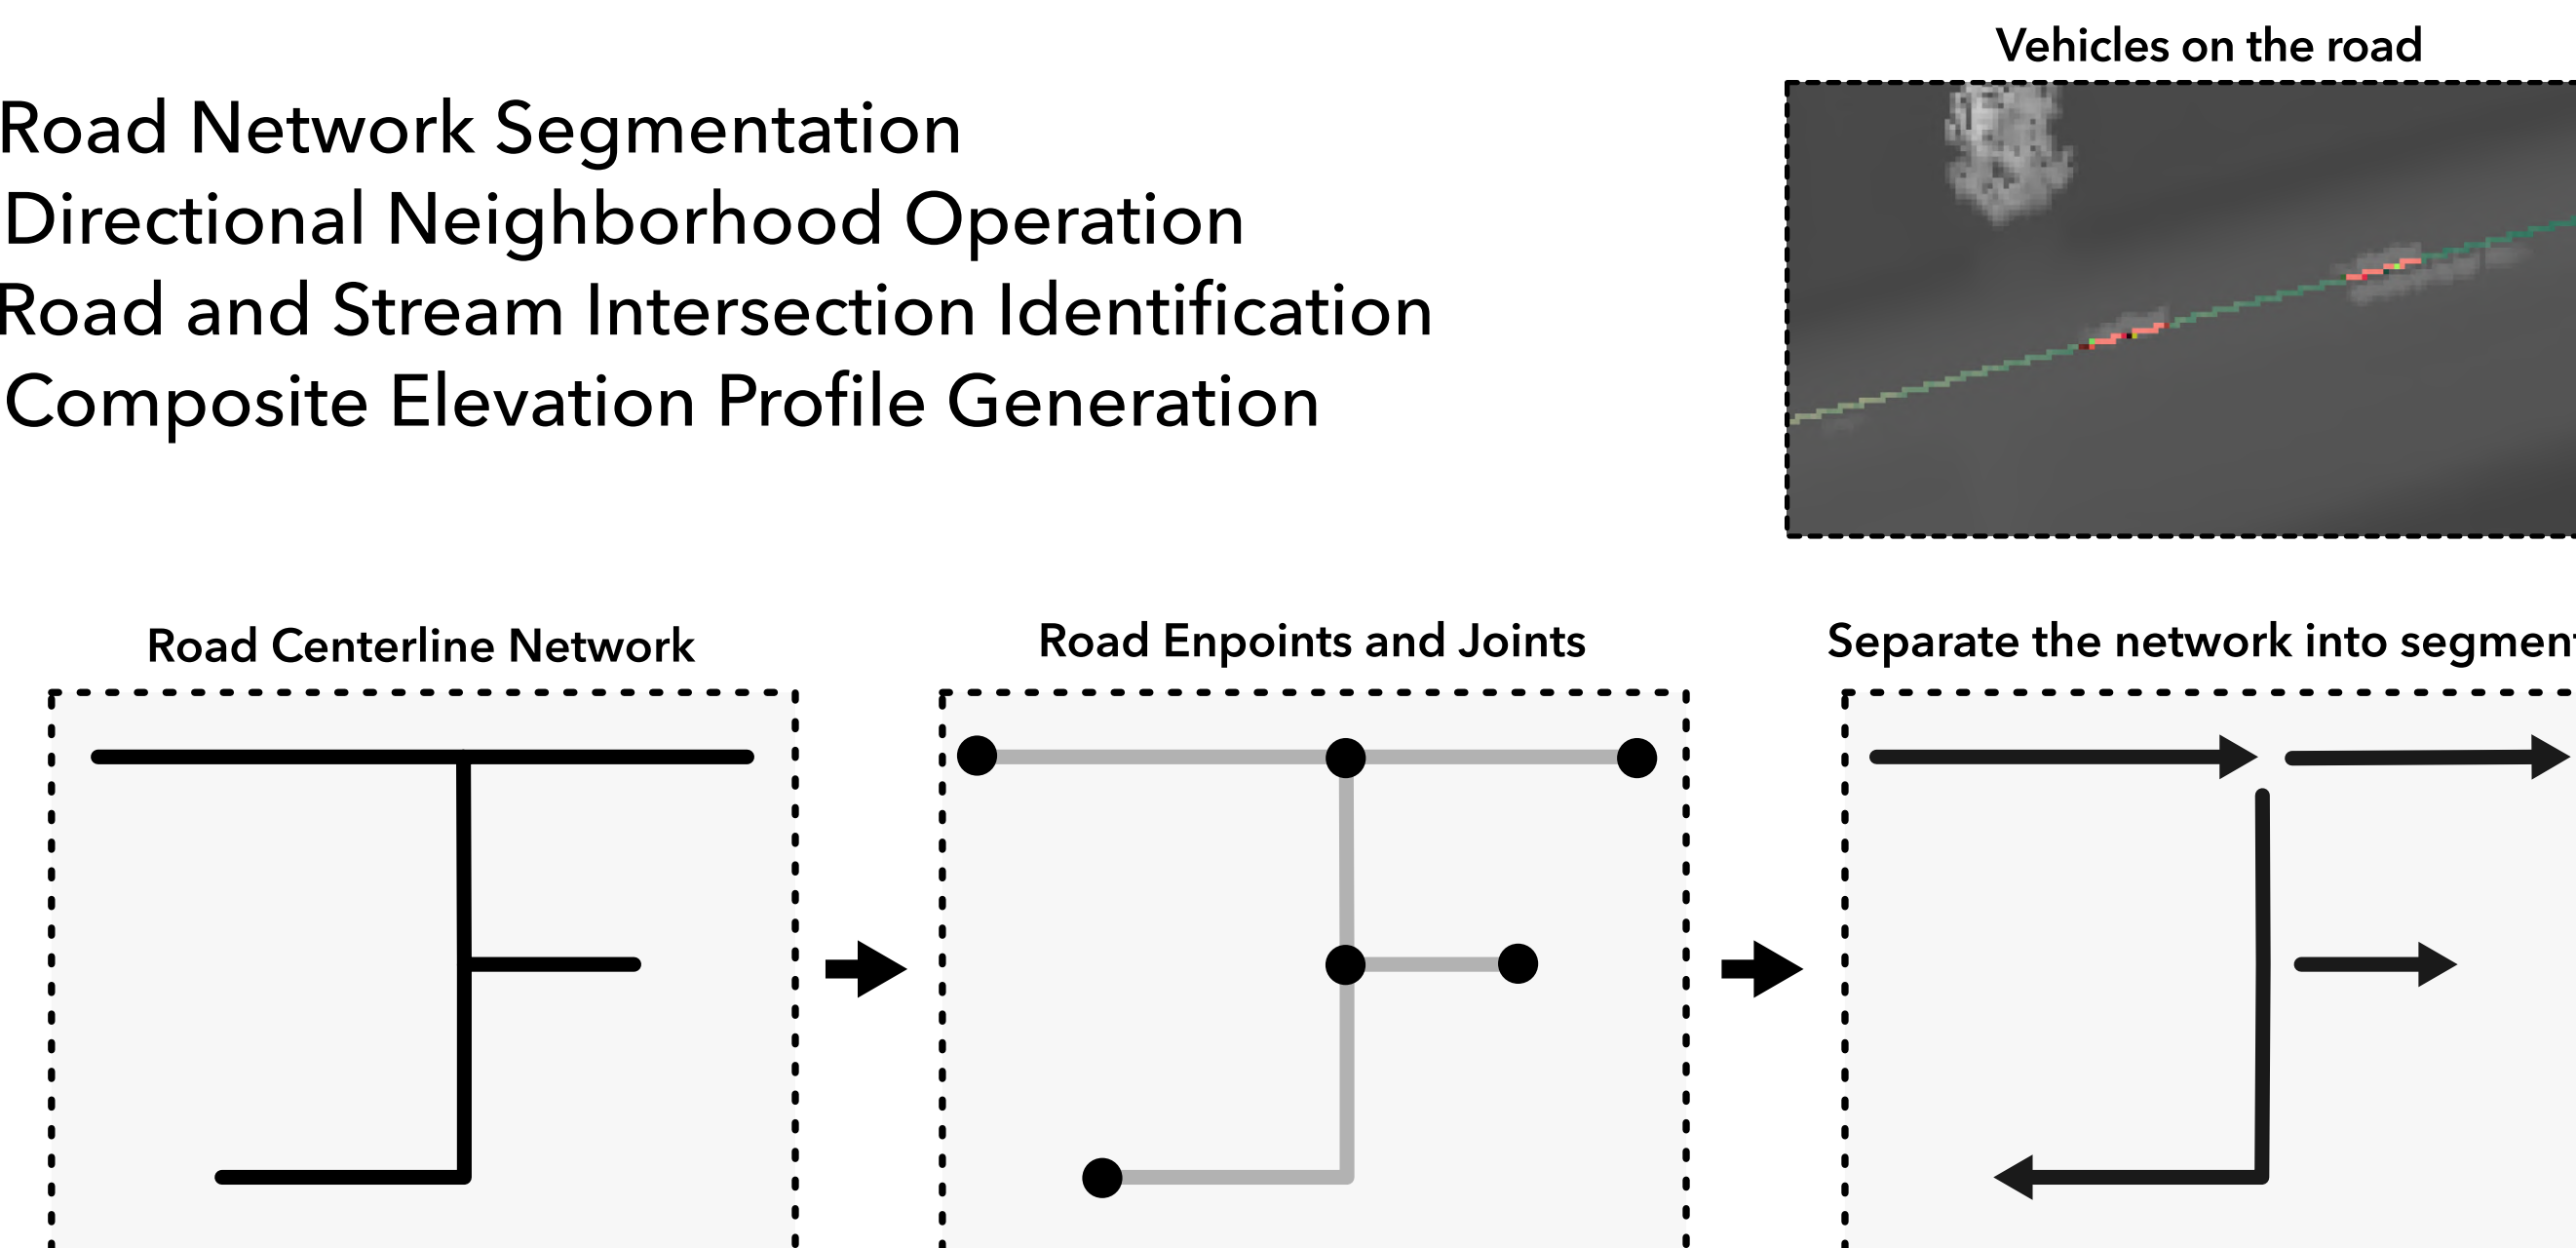 Road Network Segmentation
Directional Neighborhood Operation
Road and Stream Intersection Identification
Composite Elevation Profile Generation
Vehicles on the road
Road Centerline Network
Road Enpoints and Joints
Separate the network into segment